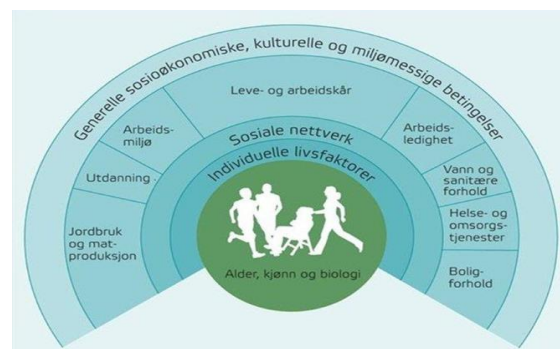 Generelle sosioøkonomiske, kulturelle og miljømessige betingelser
Leve- og arbeidskår
Arbeids-
miljø
Utdanning
Jordbruk
og mat-
produksjon
Arbeids-
ledighet
Vann og
sanitære
forhold
Helse- og
omsorgs-
tjenester
Bolig-
forhold
Sosiale nettverk
Individuelle livsfaktorer
Alder, kjønn og biologi